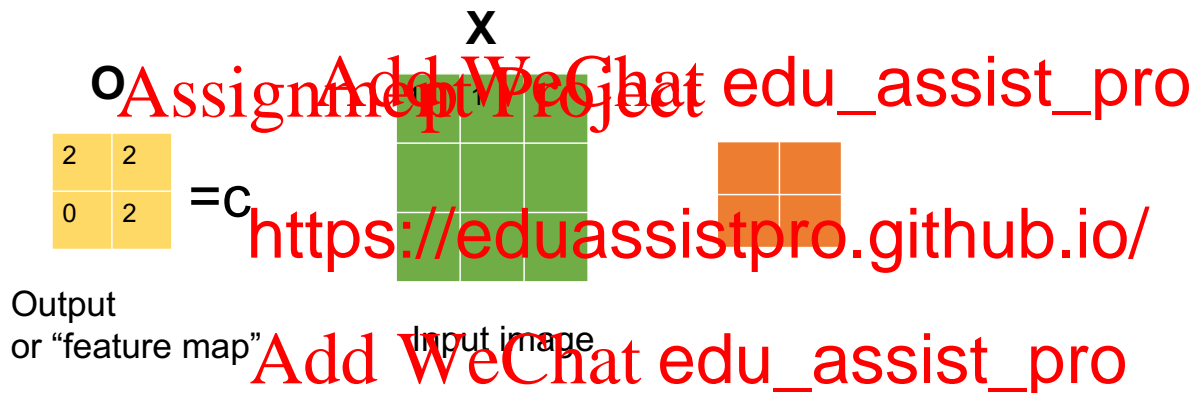 X
O
Assignment Project
Add WeChat edu_assist_pro
1
2 2
0 2
=c
https://eduassistpro.github.io/
Output
or “feature map”
Input image
Add WeChat edu_assist_pro